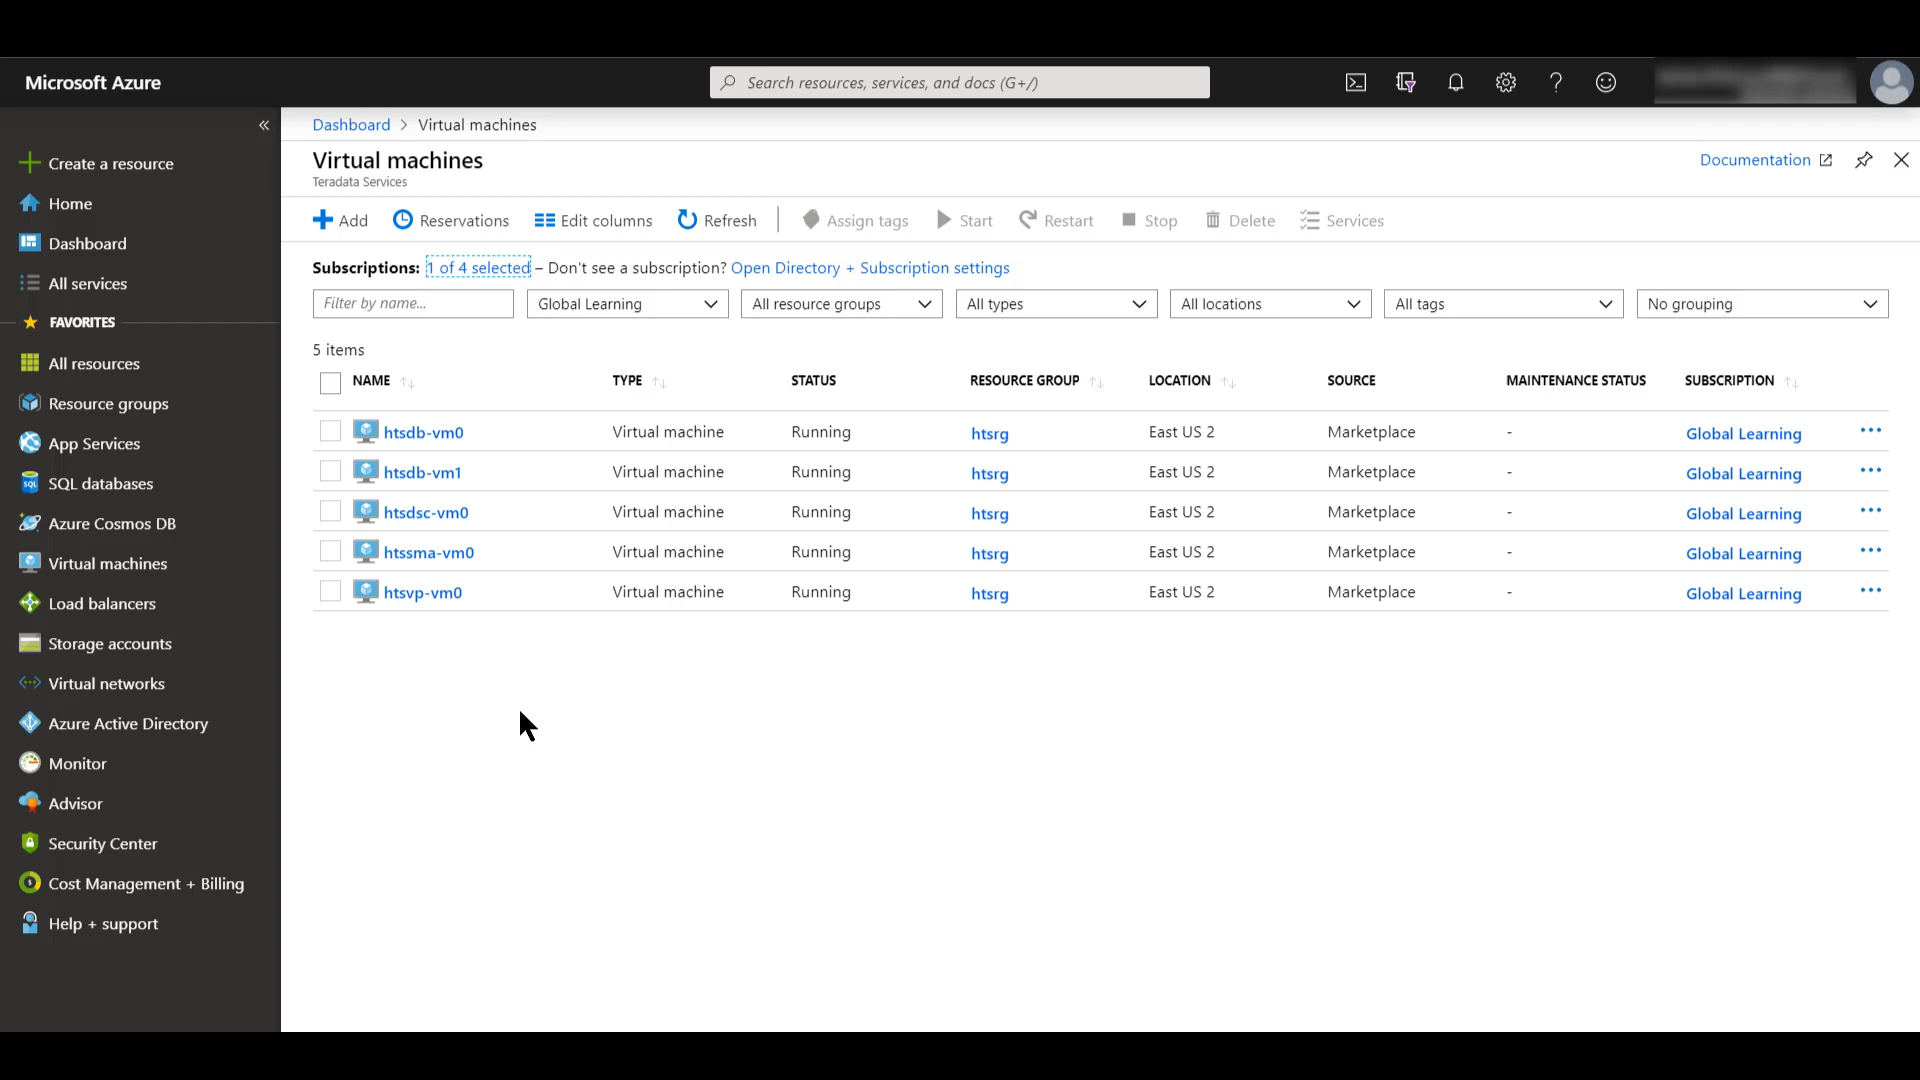 Microsoft Azure
Search resources, services, and docs (G+/)
Dashboard > Virtual machines
Virtual machines
Teradata Services
Documentation
Add Reservations Edit columns Refresh Assign tags Start Restart Stop Delete Services
Subscriptions: 1 of 4 selected – Don't see a subscription? Open Directory + Subscription settings
Filter by name... Global Learning All resource groups All types All locations All tags No grouping
5 items
NAME TYPE STATUS RESOURCE GROUP LOCATION SOURCE MAINTENANCE STATUS SUBSCRIPTION
htsdb-vm0 Virtual machine Running htsrg East US 2 Marketplace - Global Learning
htsdb-vm1 Virtual machine Running htsrg East US 2 Marketplace - Global Learning
htsdsc-vm0 Virtual machine Running htsrg East US 2 Marketplace - Global Learning
htssma-vm0 Virtual machine Running htsrg East US 2 Marketplace - Global Learning
htsvp-vm0 Virtual machine Running htsrg East US 2 Marketplace - Global Learning
Create a resource
Home
Dashboard
All services
FAVORITES
All resources
Resource groups
App Services
SQL databases
Azure Cosmos DB
Virtual machines
Load balancers
Storage accounts
Virtual networks
Azure Active Directory
Monitor
Advisor
Security Center
Cost Management + Billing
Help + support